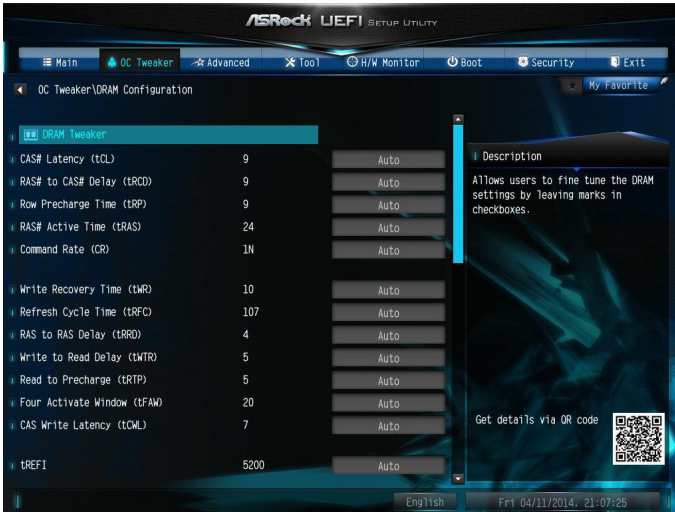 ASRock UEFI SETUP UTILITY
Main OC Tweaker Advanced Tool H/W Monitor Boot Security Exit
OC Tweaker\DRAM Configuration
My Favorite
DRAM Tweaker
CAS# Latency (tCL) 9 Auto
RAS# to CAS# Delay (tRCD) 9 Auto
Row Precharge Time (tRP) 9 Auto
RAS# Active Time (tRAS) 24 Auto
Command Rate (CR) 1N Auto
Write Recovery Time (tWR) 10 Auto
Refresh Cycle Time (tRFC) 107 Auto
RAS to RAS Delay (tRRD) 4 Auto
Write to Read Delay (tWTR) 5 Auto
Read to Precharge (tRTP) 5 Auto
Four Activate Window (tFAW) 20 Auto
CAS Write Latency (tCWL) 7 Auto
tREFI 5200 Auto
Description
Allows users to fine tune the DRAM
settings by leaving marks in
checkboxes.
Get details via QR code
English
Fri 04/11/2014. 21:07:25